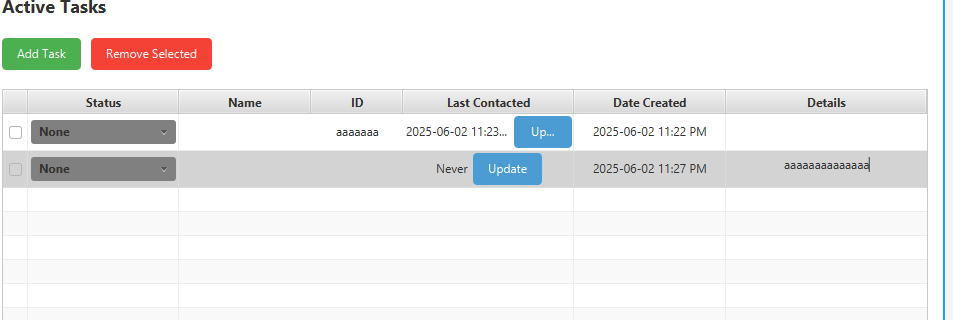 Active Tasks
Add Task Remove Selected
Status Name ID Last Contacted Date Created Details
None aaaaaaa 2025-06-02 11:23... Up... 2025-06-02 11:22 PM
None Never Update 2025-06-02 11:27 PM aaaaaaaaaaaaaa